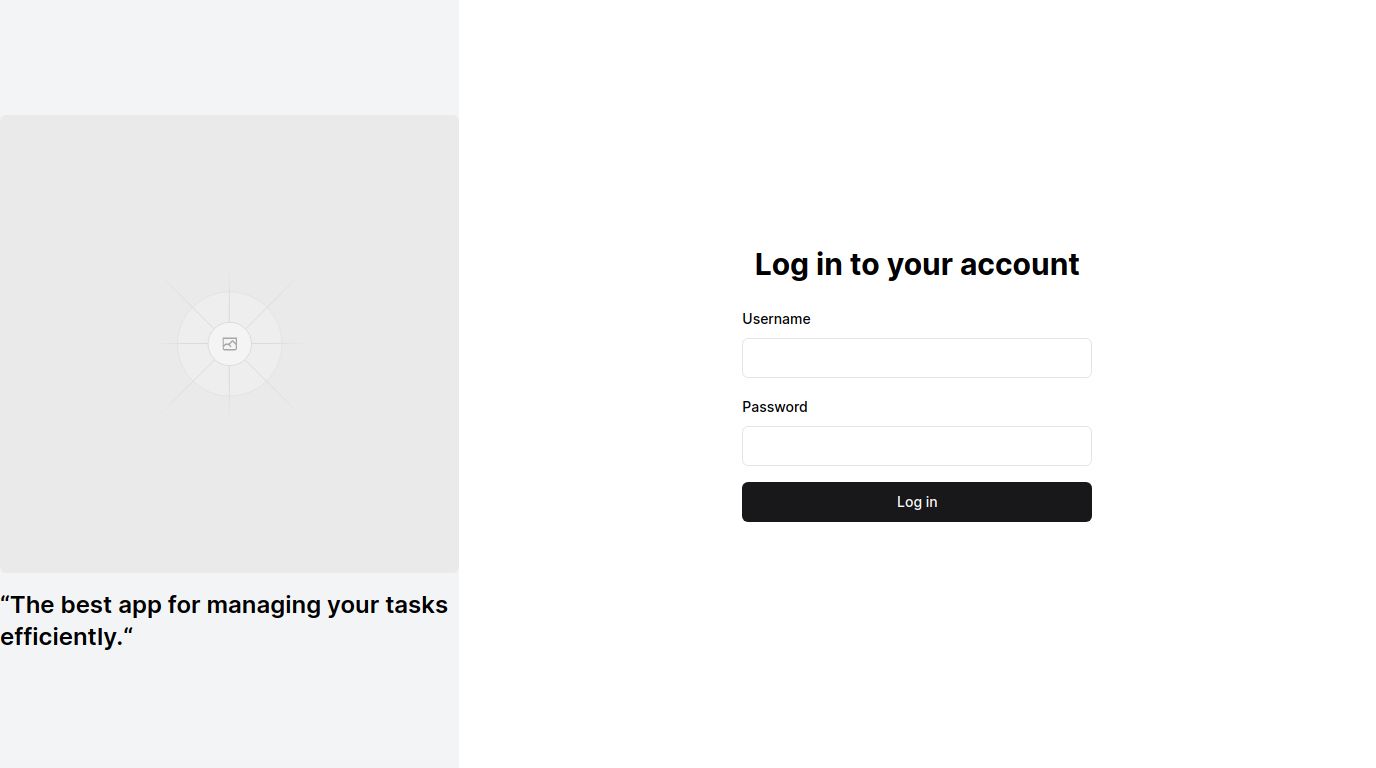 “The best app for managing your tasks
efficiently.“
Log in to your account
Username
Password
Log in